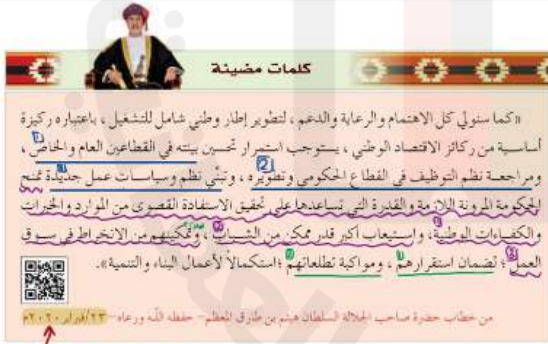 كلمات مضيئة
«كما سنولي كل الاهتمام والرعاية والدعم ، لتطوير إطار وطني شامل للتشغيل ، باعتباره ركيزة
أساسية من ركائز الاقتصاد الوطني ، يستوجب استمرار تحسين بيئته في القطاعين العام والخاص ،
ومراجعة نظم التوظيف في القطاع الحكومي وتطويره ، وتبني نظم وسياسات عمل جديدة تمنح
الحكومة المرونة اللازمة و القدرة التي تساعدها على تحقيق الاستفادة القصوى من الموارد و الخبرات
و الكفاءات الوطنية، واستيعاب أكبر قدر ممكن من الشباب ، وتمكينهم من الانخراط في سوق
العمل ؛ لضمان استقرارهم ، ومواكبة تطلعاتهم ؛ استكمالاً لأعمال البناء و التنمية».
من خطاب حضرة صاحب الجلالة السلطان هيثم بن طارق المعظم - حفظه الله ورعاه - ٢٣/فبراير/٢٠٢٠م